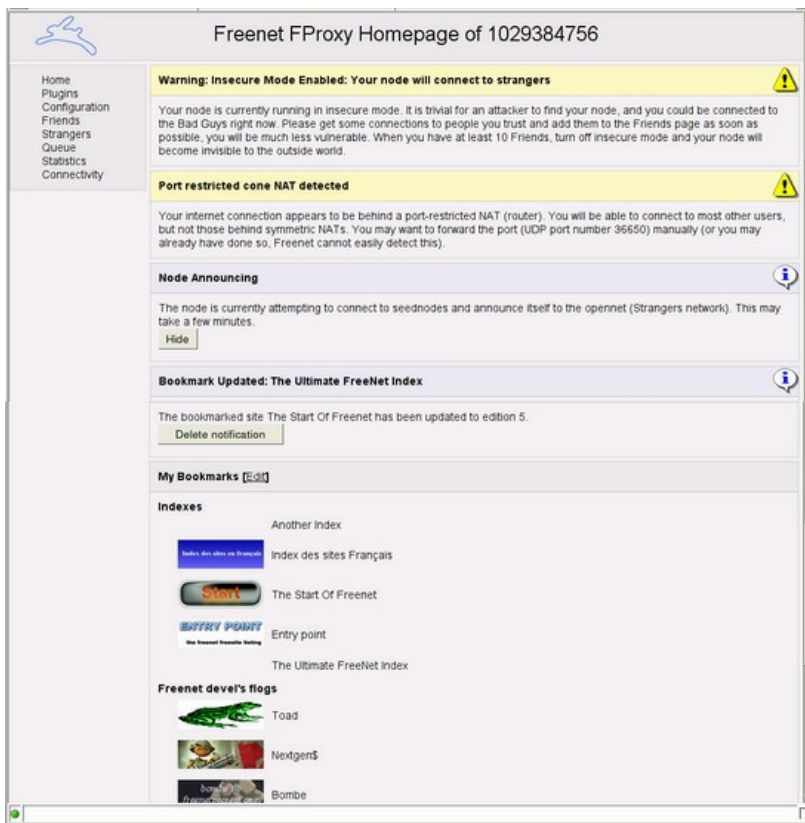 Freenet FProxy Homepage of 1029384756
Home
Plugins
Configuration
Friends
Strangers
Queue
Statistics
Connectivity
Warning: Insecure Mode Enabled: Your node will connect to strangers
Your node is currently running in insecure mode. It is trivial for an attacker to find your node, and you could be connected to
the Bad Guys right now. Please get some connections to people you trust and add them to the Friends page as soon as
possible, you will be much less vulnerable. When you have at least 10 Friends, turn off insecure mode and your node will
become invisible to the outside world.
Port restricted cone NAT detected
Your internet connection appears to be behind a port-restricted NAT (router). You will be able to connect to most other users,
but not those behind symmetric NATs. You may want to forward the port (UDP port number 36650) manually (or you may
already have done so, Freenet cannot easily detect this).
Node Announcing
The node is currently attempting to connect to seednodes and announce itself to the opennet (Strangers network). This may
take a few minutes.
Hide
Bookmark Updated: The Ultimate FreeNet Index
The bookmarked site The Start Of Freenet has been updated to edition 5.
Delete notification
My Bookmarks [Edit]
Indexes
Another Index
Index des sites en français
Index des sites Français
Start
The Start Of Freenet
ENTRY POINT
the freenet freesite listing
Entry point
The Ultimate FreeNet Index
Freenet devel's flogs
Toad
Nextgen$
Bombe